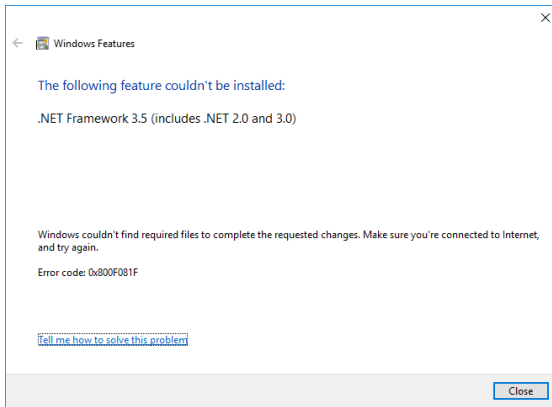 Windows Features
The following feature couldn't be installed:
.NET Framework 3.5 (includes .NET 2.0 and 3.0)
Windows couldn't find required files to complete the requested changes. Make sure you're connected to Internet,
and try again.
Error code: 0x800F081F
Tell me how to solve this problem
Close